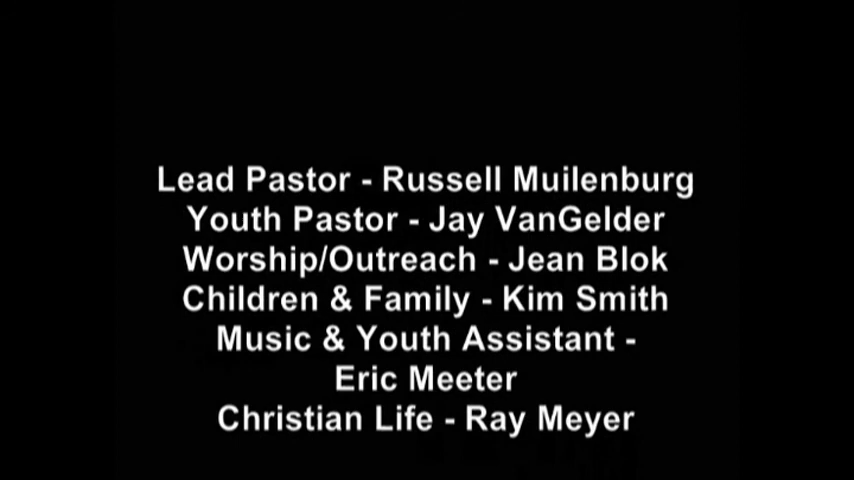 Lead Pastor - Russell Muilenburg
Youth Pastor - Jay VanGelder
Worship/Outreach - Jean Blok
Children & Family - Kim Smith
Music & Youth Assistant -
Eric Meeter
Christian Life - Ray Meyer